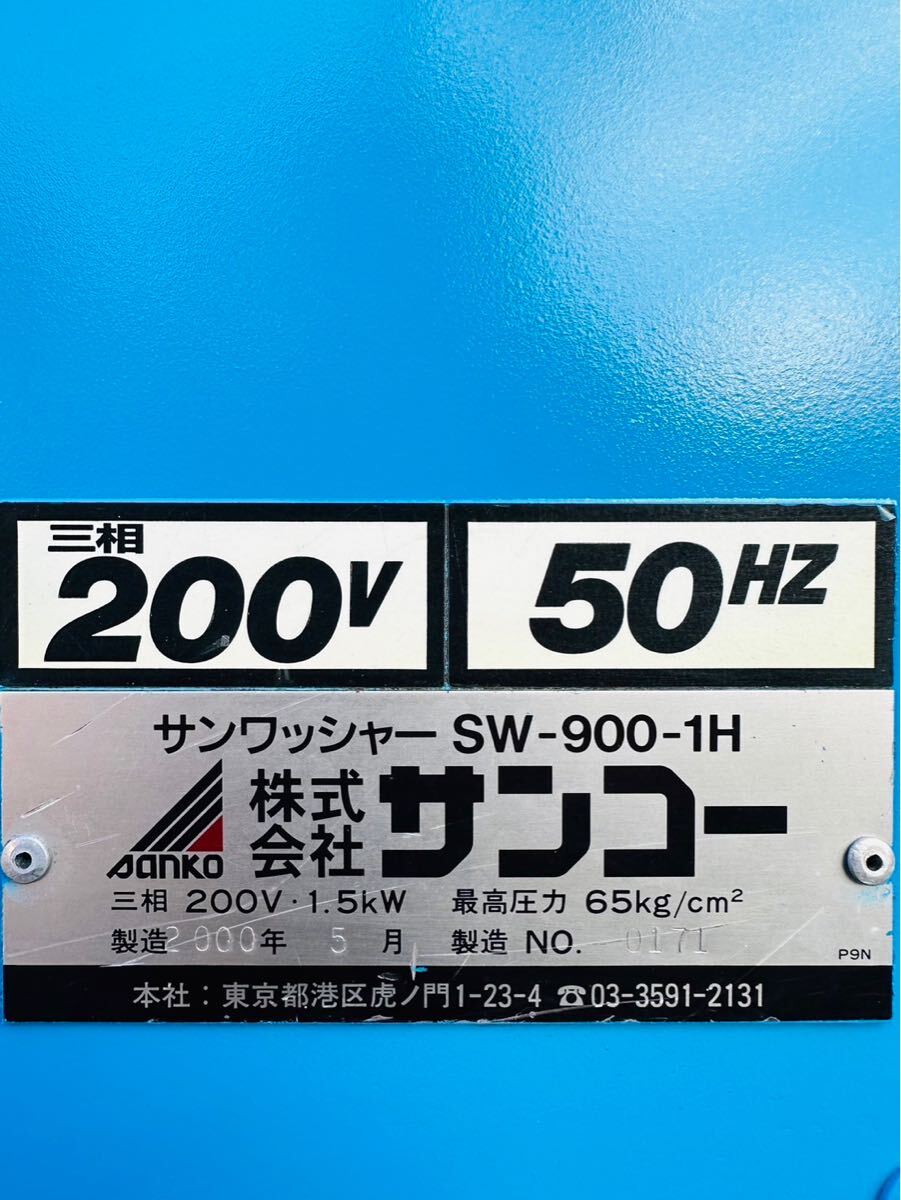 三相
200V
50HZ
サンワッシャー SW-900-1H
Sanko
株式会社 サンコー
三相 200V・1.5kW 最高圧力 65kg/cm²
製造 2000年 5月 製造 NO. 0171
P9N
本社：東京都港区虎ノ門1-23-4 ☎03-3591-2131